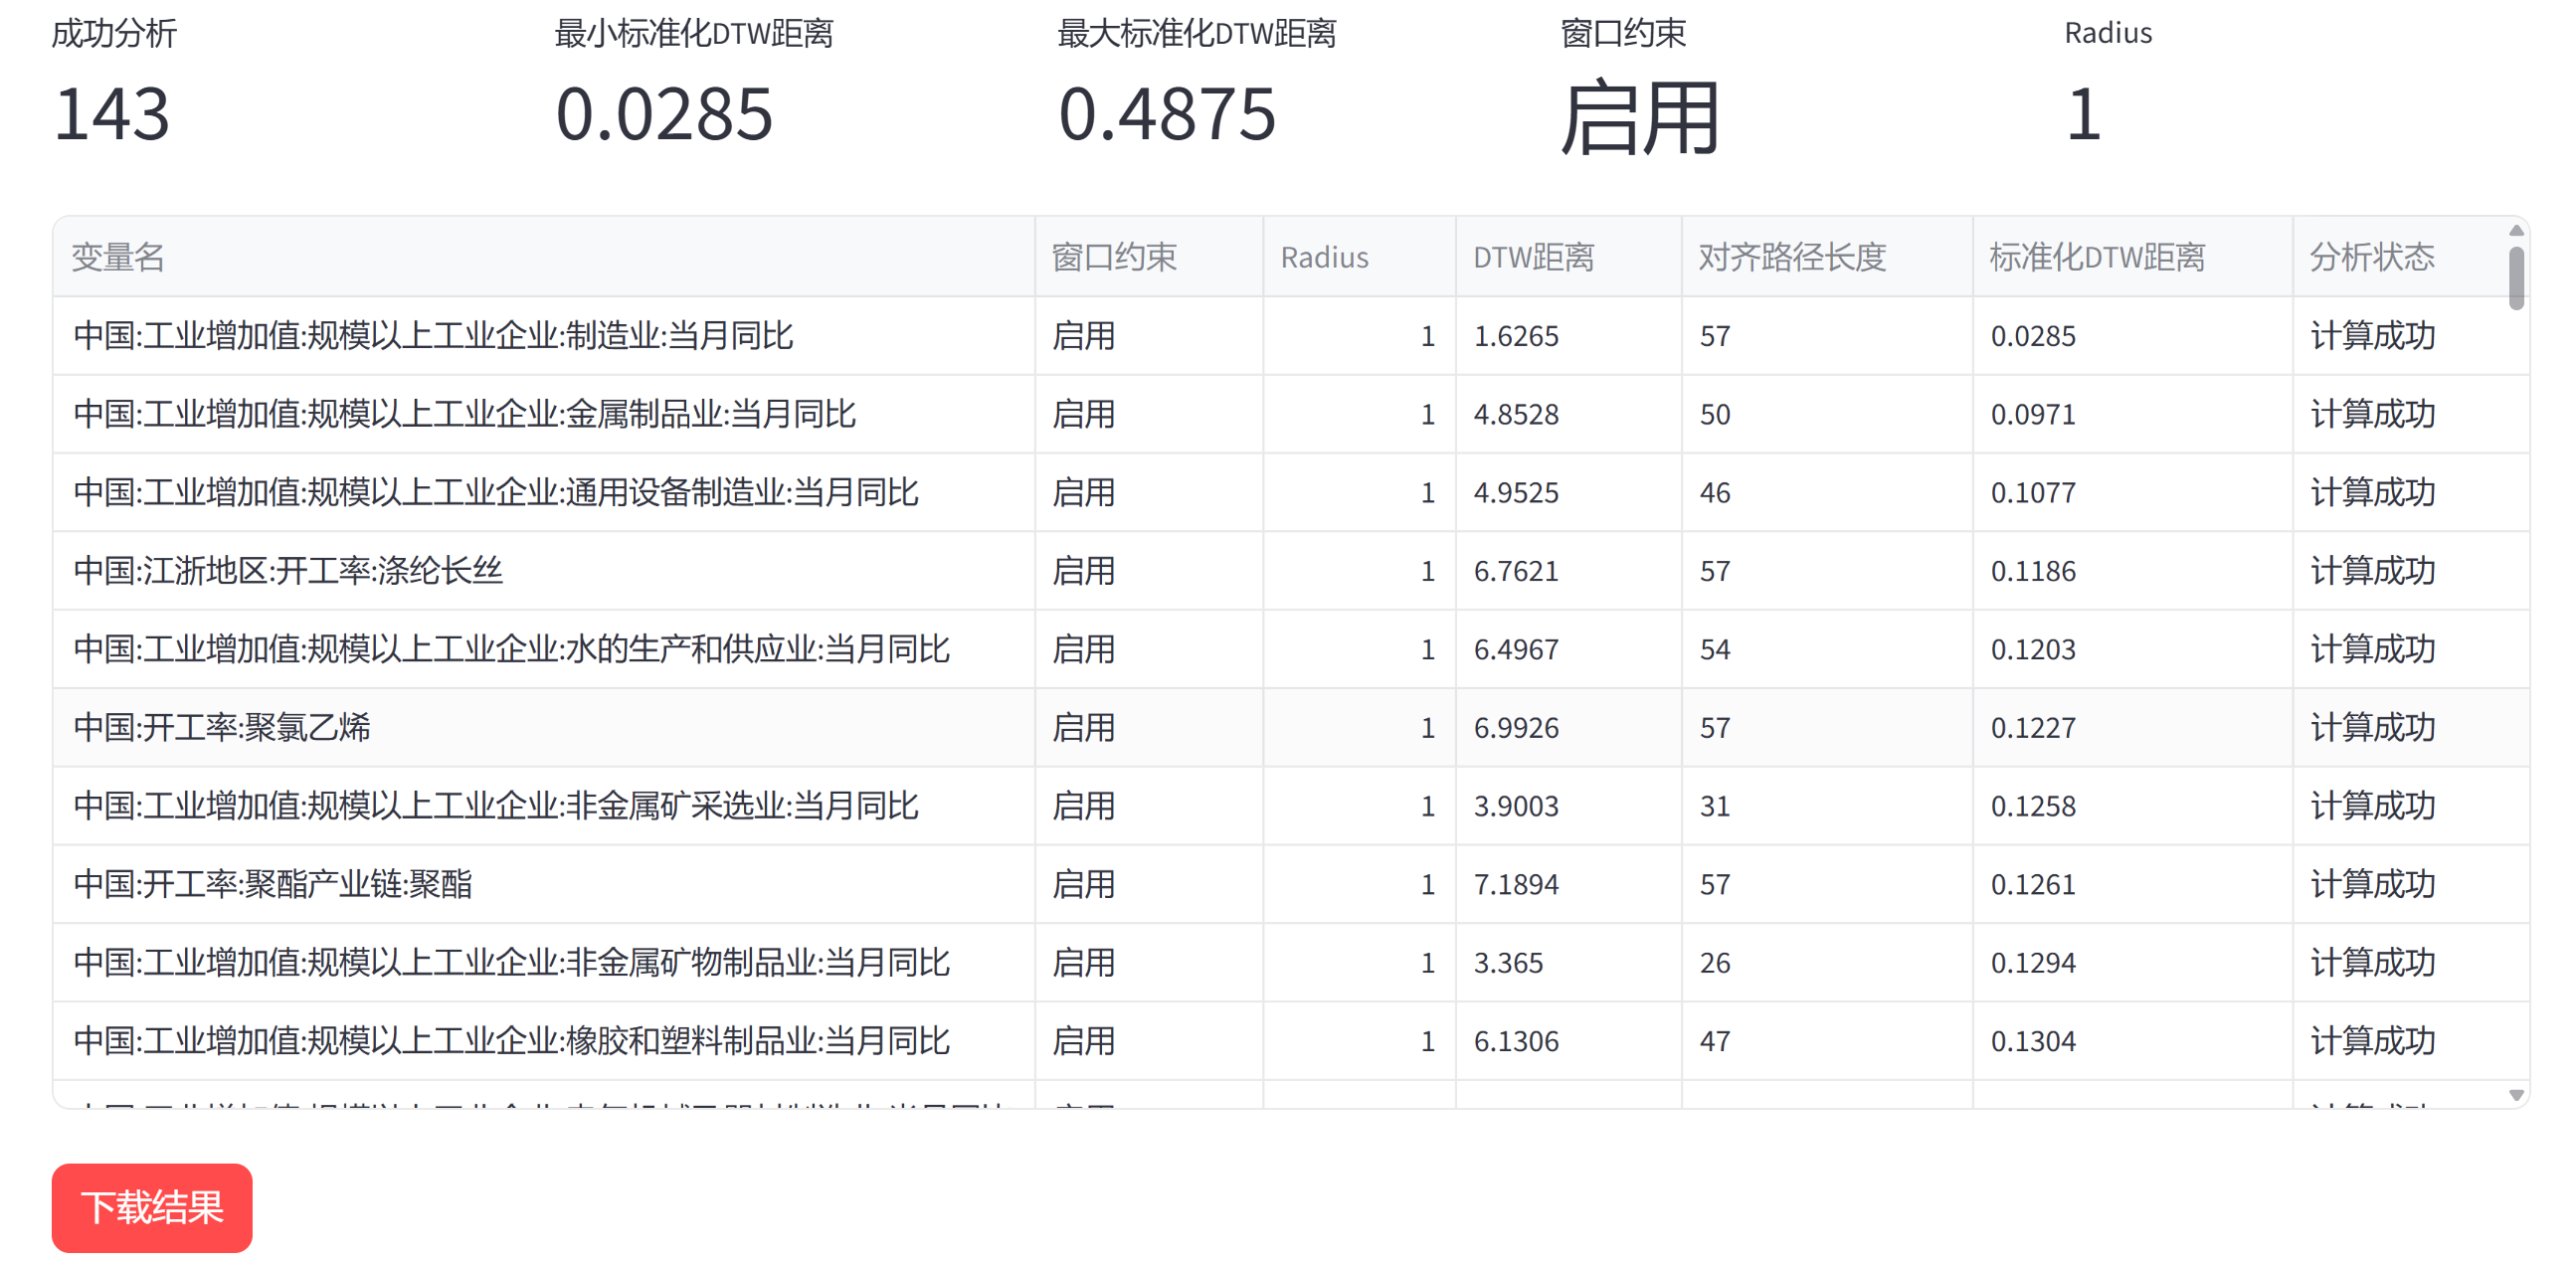 成功分析 最小标准化DTW距离 最大标准化DTW距离 窗口约束 Radius
143 0.0285 0.4875 启用 1
变量名 窗口约束 Radius DTW距离 对齐路径长度 标准化DTW距离 分析状态
中国:工业增加值:规模以上工业企业:制造业:当月同比 启用 1 1.6265 57 0.0285 计算成功
中国:工业增加值:规模以上工业企业:金属制品业:当月同比 启用 1 4.8528 50 0.0971 计算成功
中国:工业增加值:规模以上工业企业:通用设备制造业:当月同比 启用 1 4.9525 46 0.1077 计算成功
中国:江浙地区:开工率:涤纶长丝 启用 1 6.7621 57 0.1186 计算成功
中国:工业增加值:规模以上工业企业:水的生产和供应业:当月同比 启用 1 6.4967 54 0.1203 计算成功
中国:开工率:聚氯乙烯 启用 1 6.9926 57 0.1227 计算成功
中国:工业增加值:规模以上工业企业:非金属矿采选业:当月同比 启用 1 3.9003 31 0.1258 计算成功
中国:开工率:聚酯产业链:聚酯 启用 1 7.1894 57 0.1261 计算成功
中国:工业增加值:规模以上工业企业:非金属矿物制品业:当月同比 启用 1 3.365 26 0.1294 计算成功
中国:工业增加值:规模以上工业企业:橡胶和塑料制品业:当月同比 启用 1 6.1306 47 0.1304 计算成功
下载结果